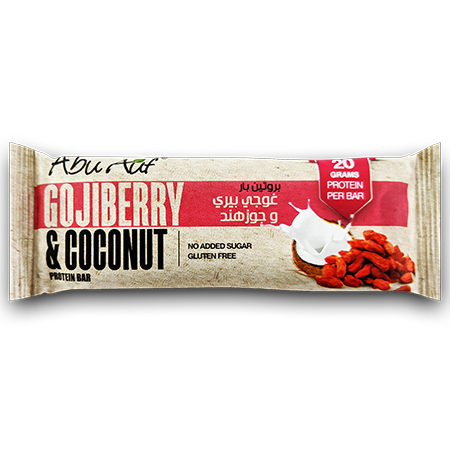 Abu Auf
GOJIBERRY
& COCONUT
PROTEIN BAR
NO ADDED SUGAR
GLUTEN FREE
بروتين بار
غوجي بيري
و جوزهند
20
GRAMS
PROTEIN
PER BAR